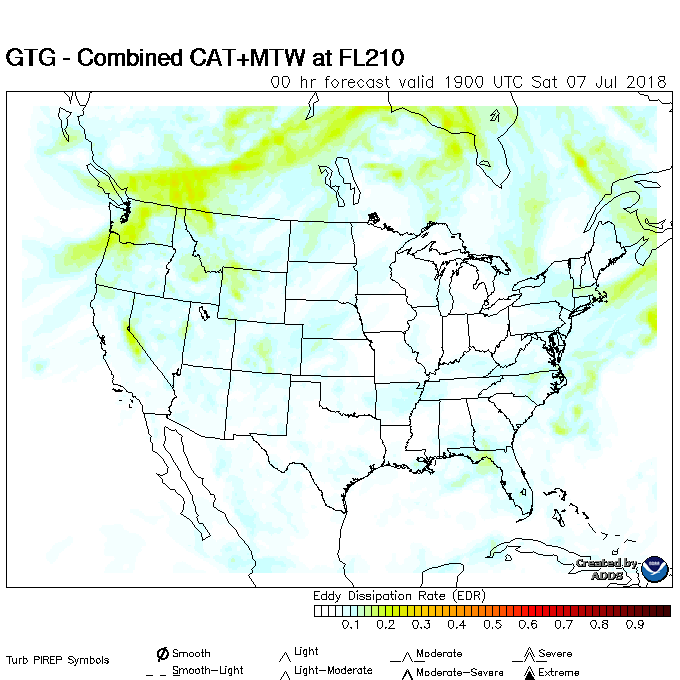 GTG - Combined CAT+MTW at FL210
00 hr forecast valid 1900 UTC Sat 07 Jul 2018
Created by
ADDS
Eddy Dissipation Rate (EDR)
0.1 0.2 0.3 0.4 0.5 0.6 0.7 0.8 0.9
Turb PIREP Symbols
Smooth Light Moderate Severe
Smooth-Light Light-Moderate Moderate-Severe Extreme